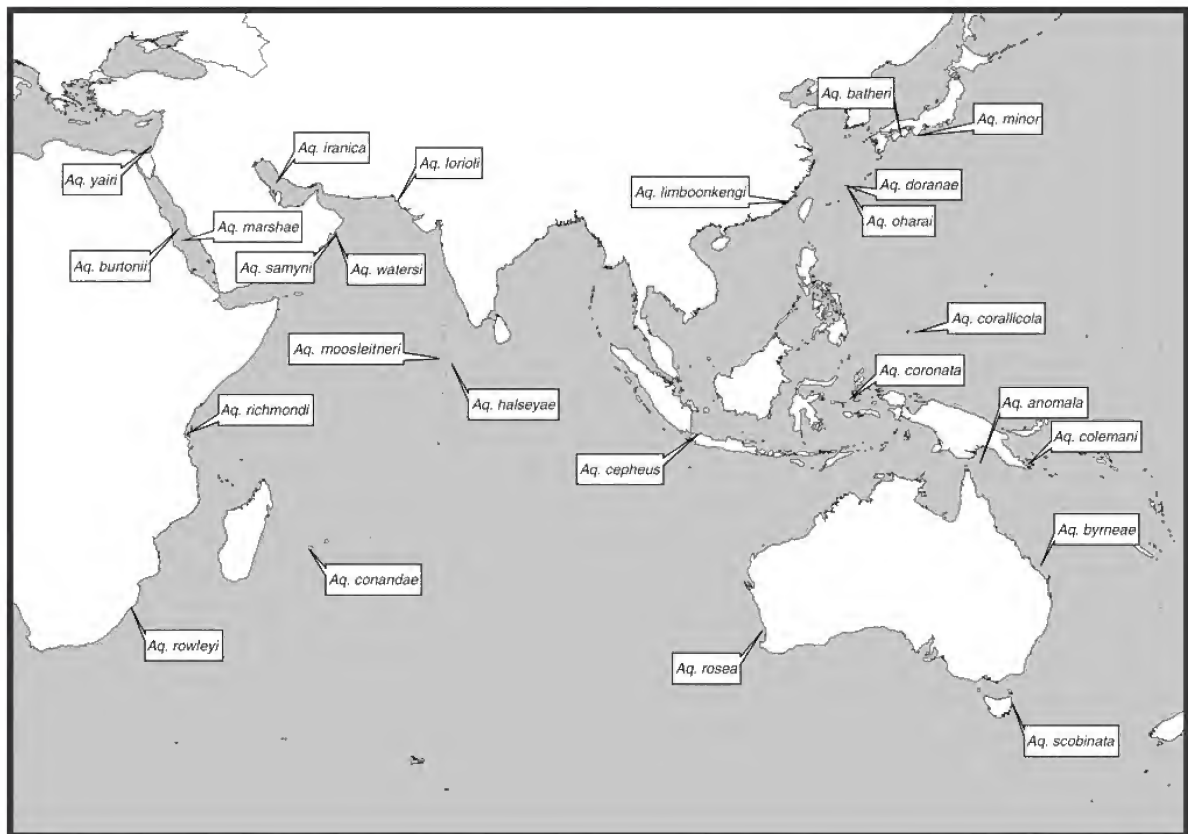 Aq. batheri
Aq. minor
Aq. iranica
Aq. lorioli
Aq. yairi
Aq. limboonkengi
Aq. doranae
Aq. oharai
Aq. marshae
Aq. burtonii
Aq. samyni
Aq. watersi
Aq. corallicola
Aq. moosleitneri
Aq. coronata
Aq. halseyae
Aq. richmondi
Aq. anomala
Aq. colemani
Aq. cepheus
Aq. byrneae
Aq. conandae
Aq. rowleyi
Aq. rosea
Aq. scobinata